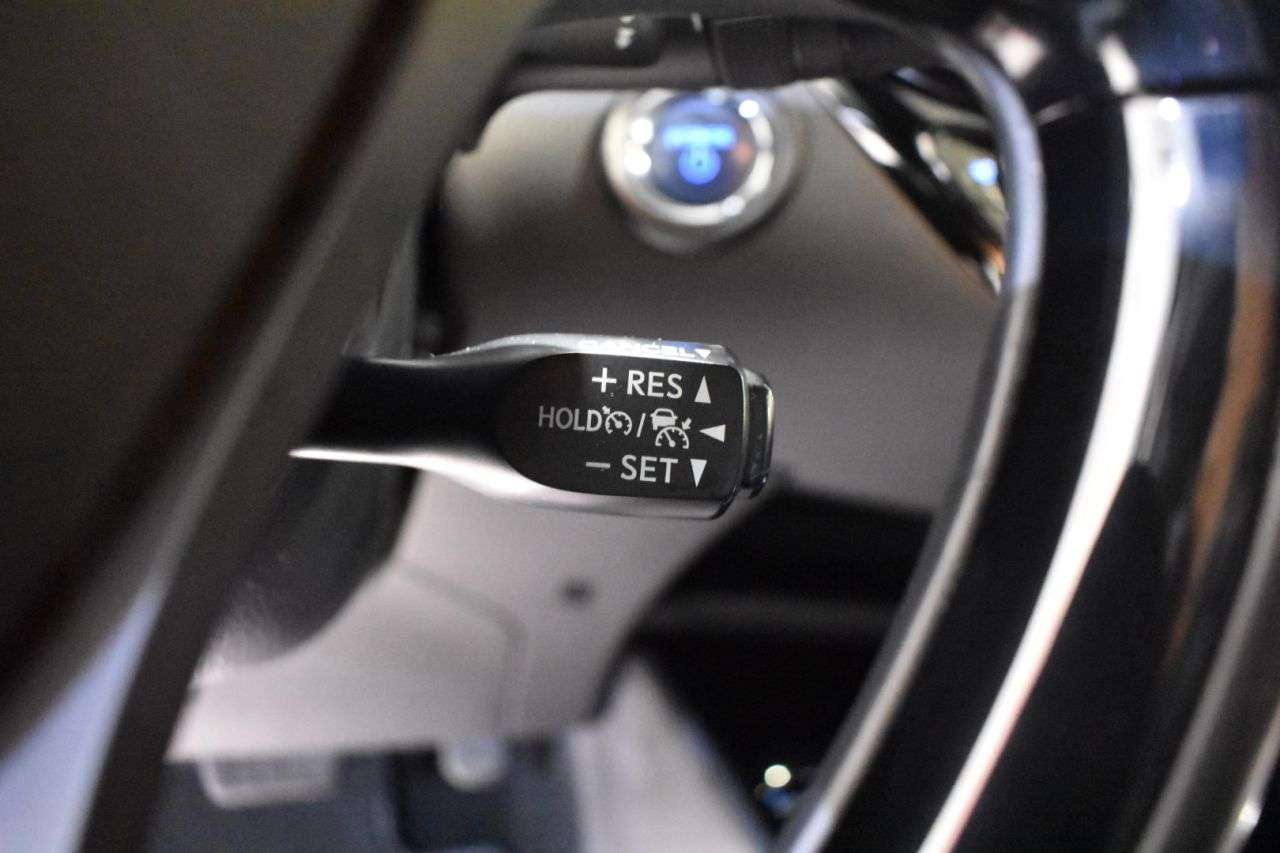 CANCEL▼
+ RES ▲
HOLD / ◀
− SET ▼